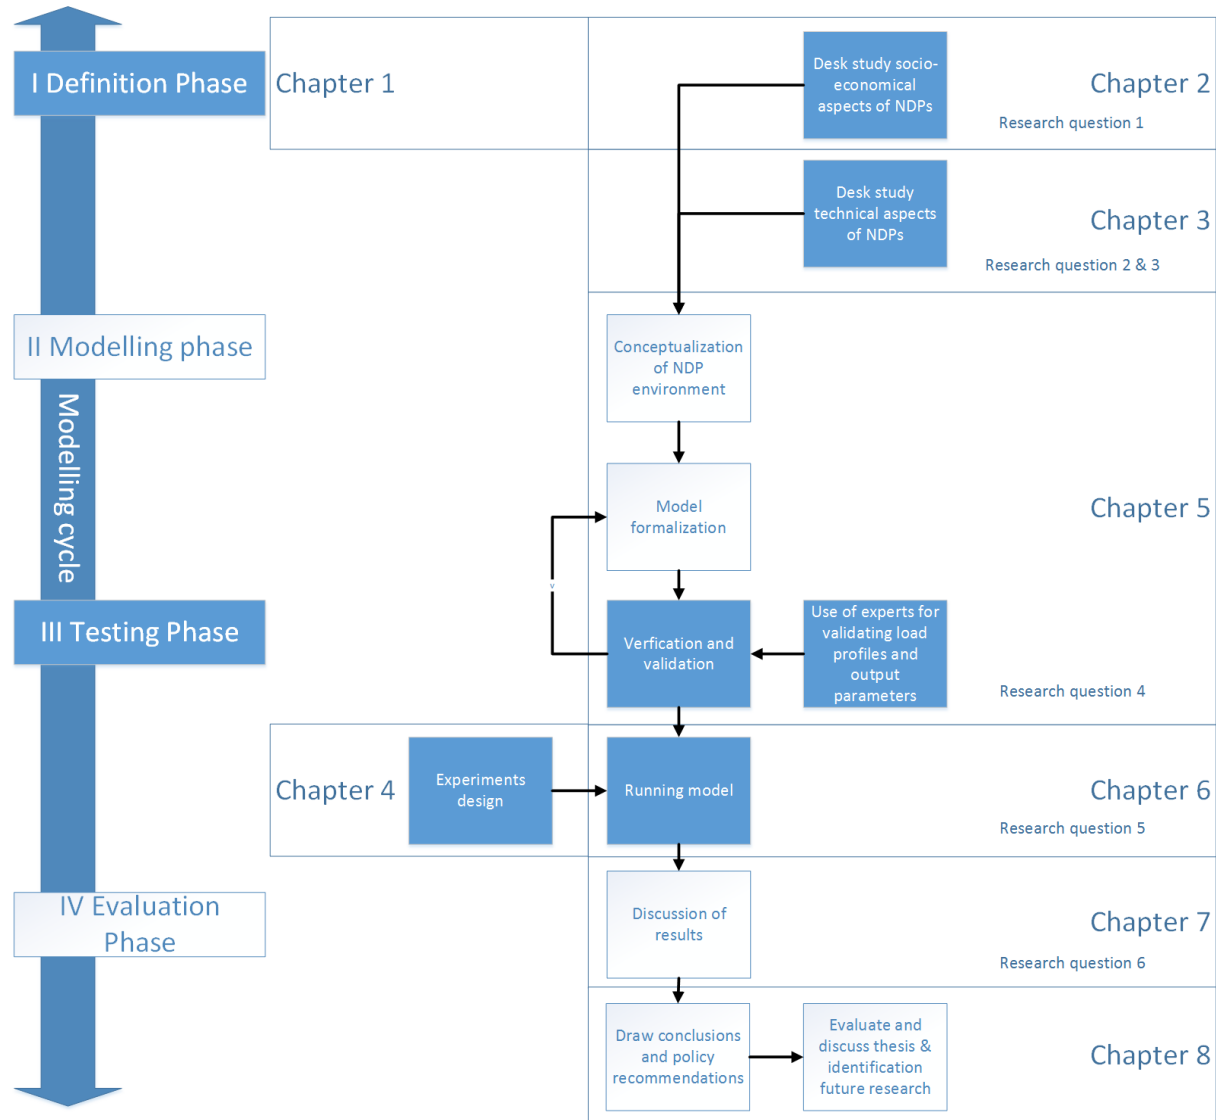 I Definition Phase
Chapter 1
Desk study socio-
economical
aspects of NDPs
Chapter 2
Research question 1
Desk study
technical aspects
of NDPs
Chapter 3
Research question 2 & 3
II Modelling phase
Conceptualization
of NDP
environment
Modelling cycle
Model
formalization
Chapter 5
v
III Testing Phase
Verfication and
validation
Use of experts for
validating load
profiles and
output
parameters
Research question 4
Chapter 4
Experiments
design
Running model
Chapter 6
Research question 5
IV Evaluation
Phase
Discussion of
results
Chapter 7
Research question 6
Draw conclusions
and policy
recommendations
Evaluate and
discuss thesis &
identification
future research
Chapter 8